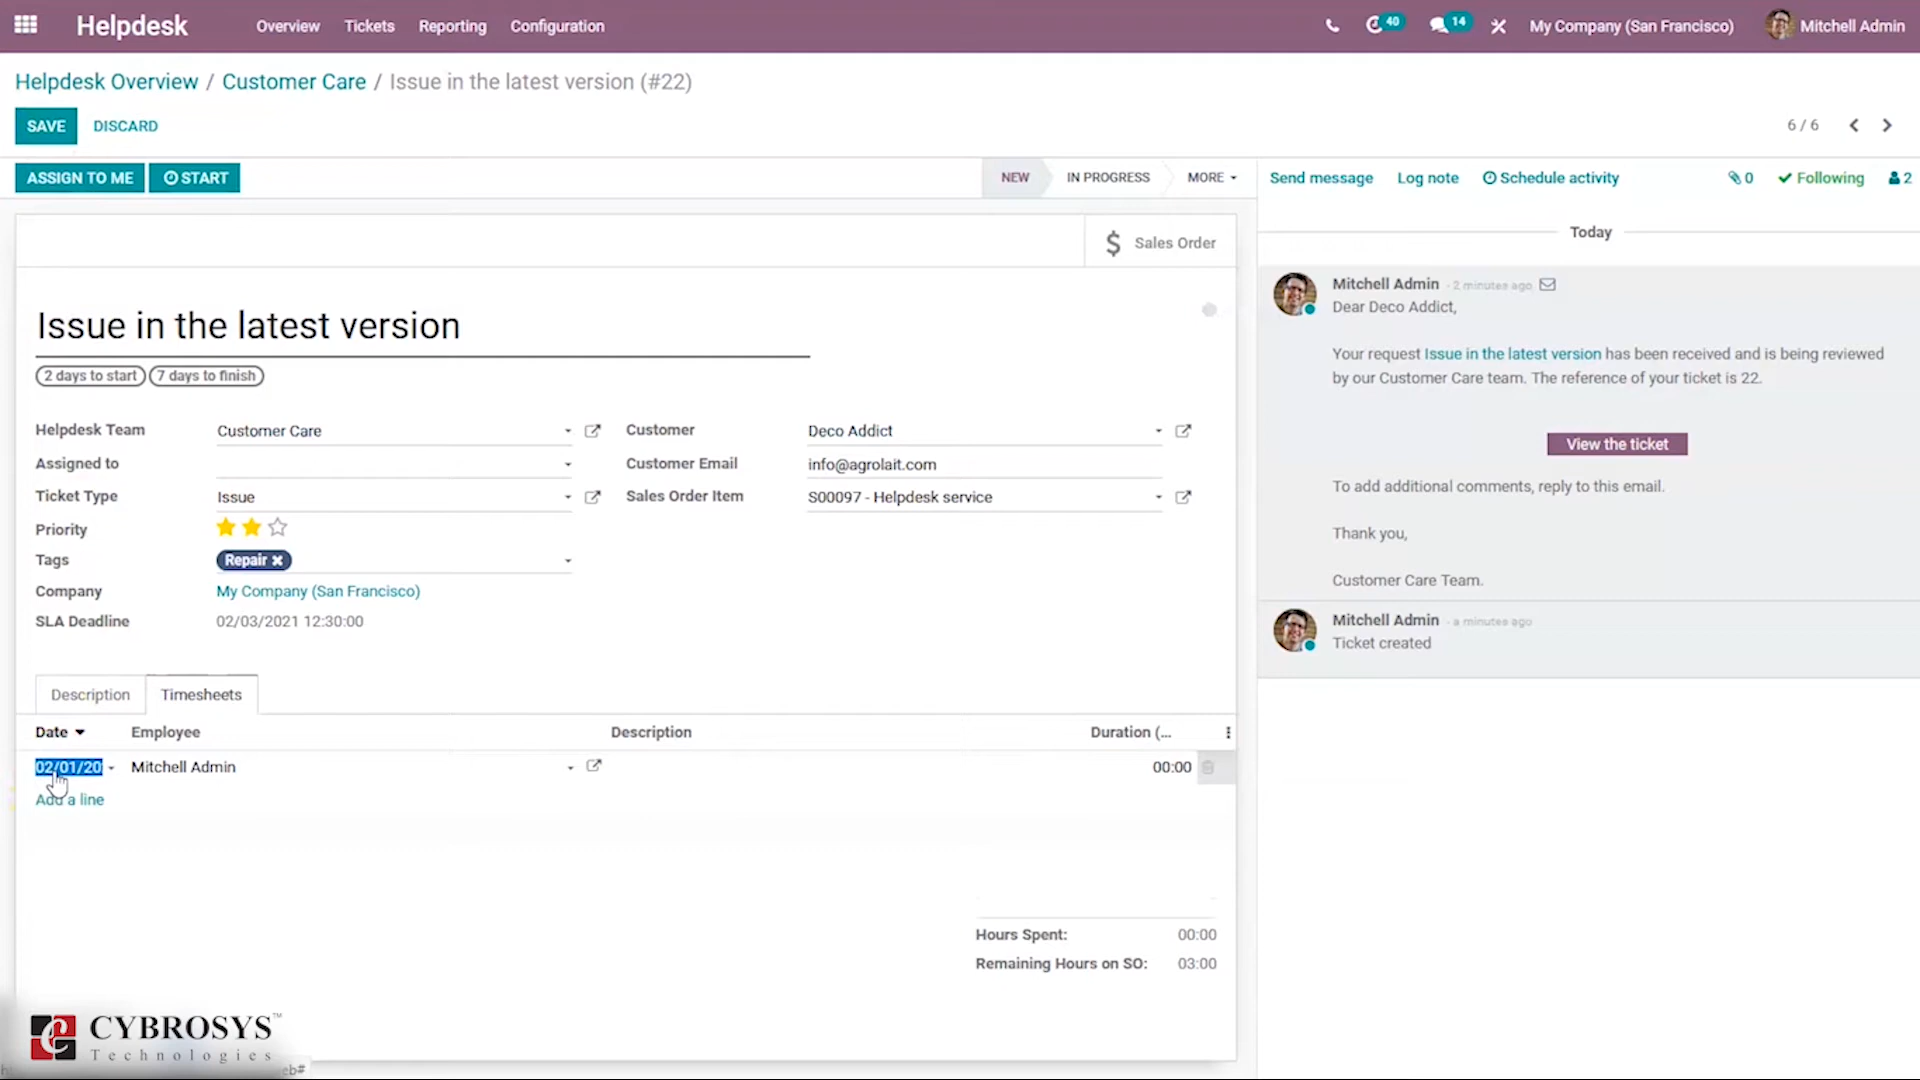 Helpdesk Overview Tickets Reporting Configuration 40 14 My Company (San Francisco) Mitchell Admin
Helpdesk Overview / Customer Care / Issue in the latest version (#22)
SAVE DISCARD 6 / 6
ASSIGN TO ME START NEW IN PROGRESS MORE Send message Log note Schedule activity 0 Following 2
$ Sales Order
Today
Issue in the latest version
2 days to start 7 days to finish
Helpdesk Team Customer Care Customer Deco Addict
Assigned to Customer Email info@agrolait.com
Ticket Type Issue Sales Order Item S00097 - Helpdesk service
Priority
Tags Repair ✖
Company My Company (San Francisco)
SLA Deadline 02/03/2021 12:30:00
Description Timesheets
Date Employee Description Duration (...
02/01/20 Mitchell Admin 00:00
Add a line
Hours Spent: 00:00
Remaining Hours on SO: 03:00
Mitchell Admin - 2 minutes ago
Dear Deco Addict,
Your request Issue in the latest version has been received and is being reviewed
by our Customer Care team. The reference of your ticket is 22.
View the ticket
To add additional comments, reply to this email.
Thank you,
Customer Care Team.
Mitchell Admin - a minutes ago
Ticket created
CYBROSYS™
Technologies
eb#